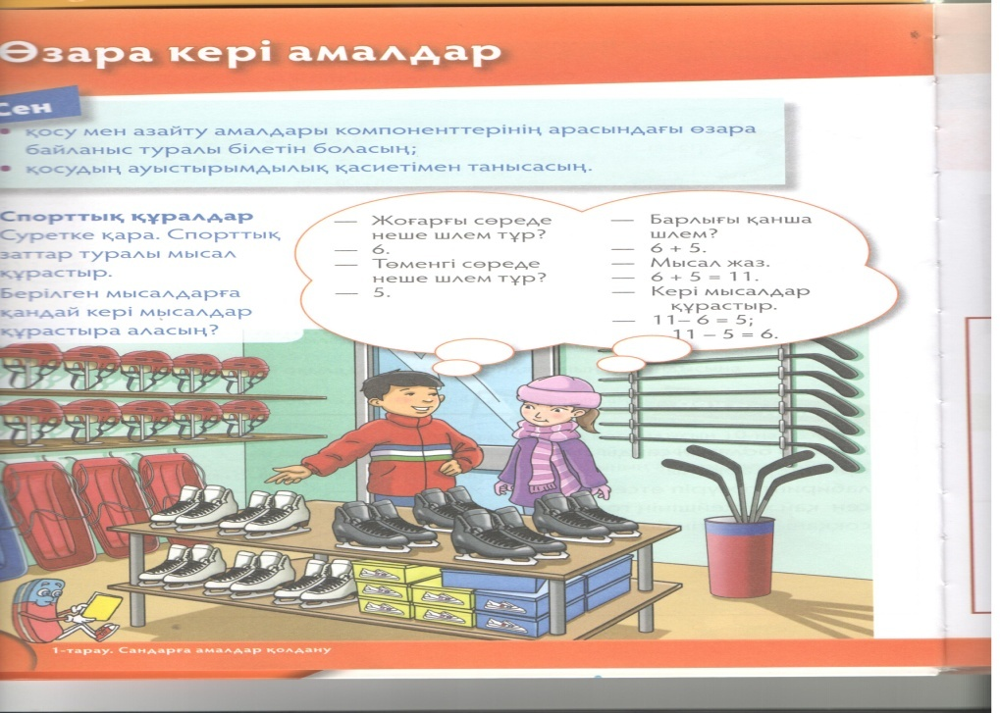 Өзара кері амалдар
Сен
• қосу мен азайту амалдары компоненттерінің арасындағы өзара
байланыс туралы білетін боласың;
• қосудың ауыстырымдылық қасиетімен танысасың.
Спорттық құралдар
Суретке қара. Спорттық
заттар туралы мысал
құрастыр.
Берілген мысалдарға
қандай кері мысалдар
құрастыра аласың?
— Жоғарғы сөреде
неше шлем тұр?
— 6.
— Төменгі сөреде
неше шлем тұр?
— 5.
— Барлығы қанша
шлем?
— 6 + 5.
— Мысал жаз.
— 6 + 5 = 11.
— Кері мысалдар
құрастыр.
— 11– 6 = 5;
11 – 5 = 6.
1-тарау. Сандарға амалдар қолдану